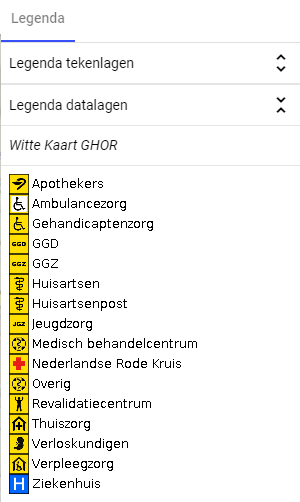 Legenda
Legenda tekenlagen
Legenda datalagen
Witte Kaart GHOR
Apothekers
Ambulancezorg
Gehandicaptenzorg
GGD GGD
GGZ GGZ
Huisartsen
Huisartsenpost
JGZ Jeugdzorg
Medisch behandelcentrum
Nederlandse Rode Kruis
Overig
Revalidatiecentrum
Thuiszorg
Verloskundigen
Verpleegzorg
H Ziekenhuis